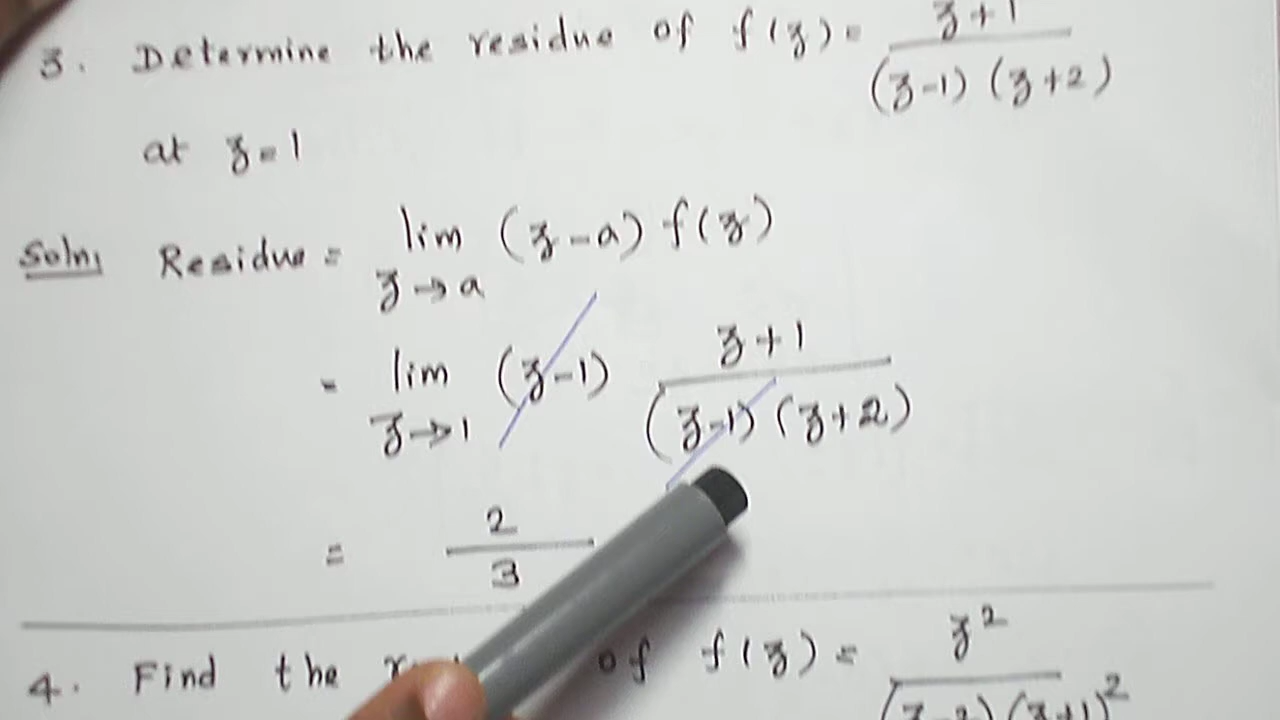 3. Determine the residue of f(z) = z+1 / (z-1) (z+2)
at z=1
Soln, Residue = lim z→a (z-a) f(z)
= lim z→1 (z-1) z+1 / (z-1) (z+2)
= 2 / 3
4. Find the of f(z) = z² / (z-2) (z+1)²